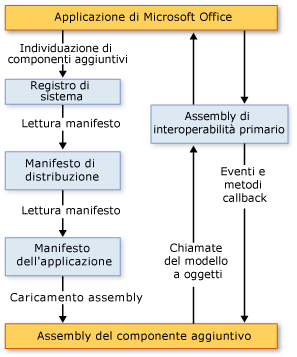 Applicazione di Microsoft Office
Individuazione di
componenti aggiuntivi
Registro di
sistema
Lettura manifesto
Manifesto di
distribuzione
Lettura manifesto
Manifesto
dell'applicazione
Caricamento assembly
Assembly di
interoperabilità primario
Eventi e
metodi
callback
Chiamate
del modello
a oggetti
Assembly del componente aggiuntivo